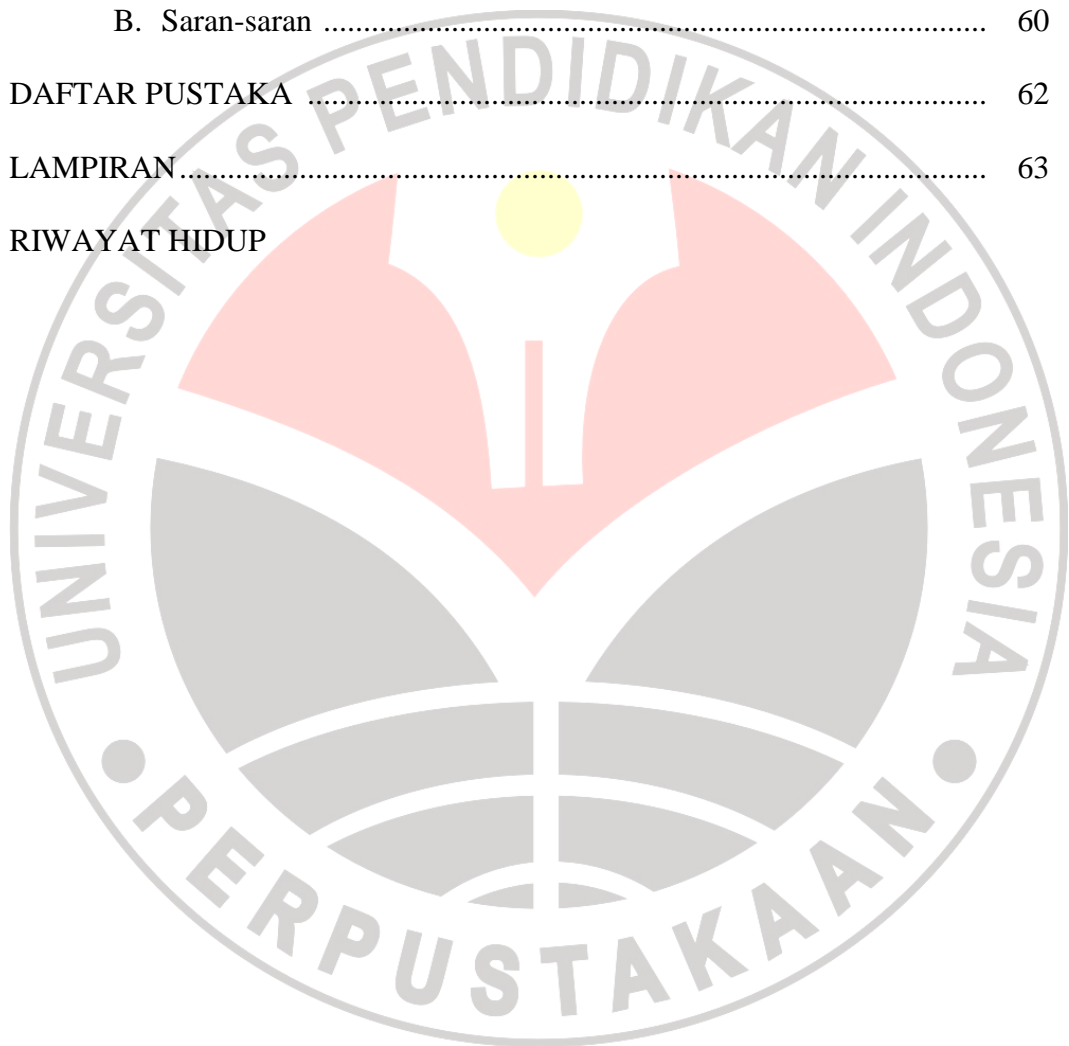 B. Saran-saran ........................................................................................ 60
DAFTAR PUSTAKA ........................................................................................ 62
LAMPIRAN........................................................................................ 63
RIWAYAT HIDUP
UNIVERSITAS PENDIDIKAN INDONESIA
PERPUSTAKAAN